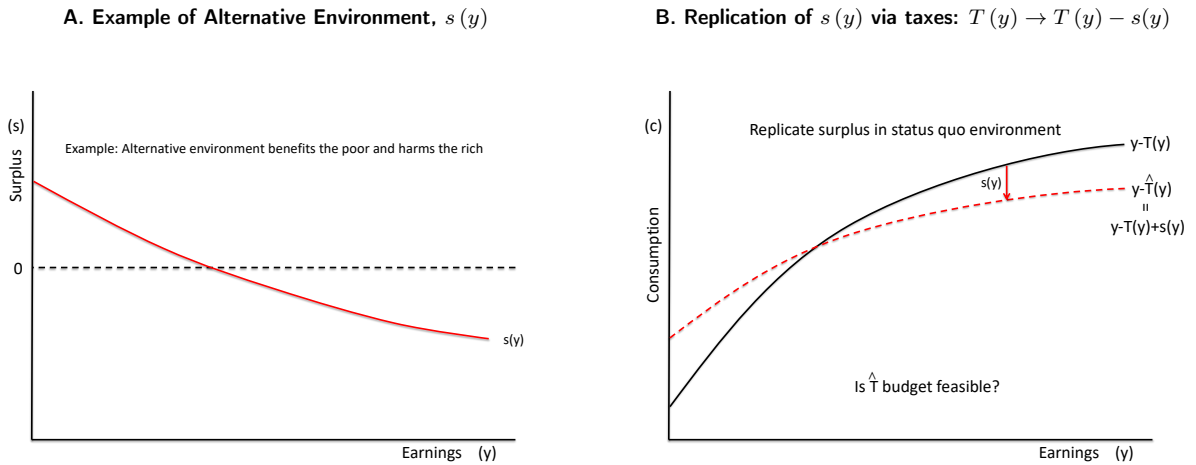 A. Example of Alternative Environment, s (y)
(s)
Surplus
Example: Alternative environment benefits the poor and harms the rich
0
s(y)
Earnings (y)
B. Replication of s (y) via taxes: T (y) → T (y) − s(y)
(c)
Consumption
Replicate surplus in status quo environment
y-T(y)
s(y)
y-T̂(y)
=
y-T(y)+s(y)
Is T̂ budget feasible?
Earnings (y)